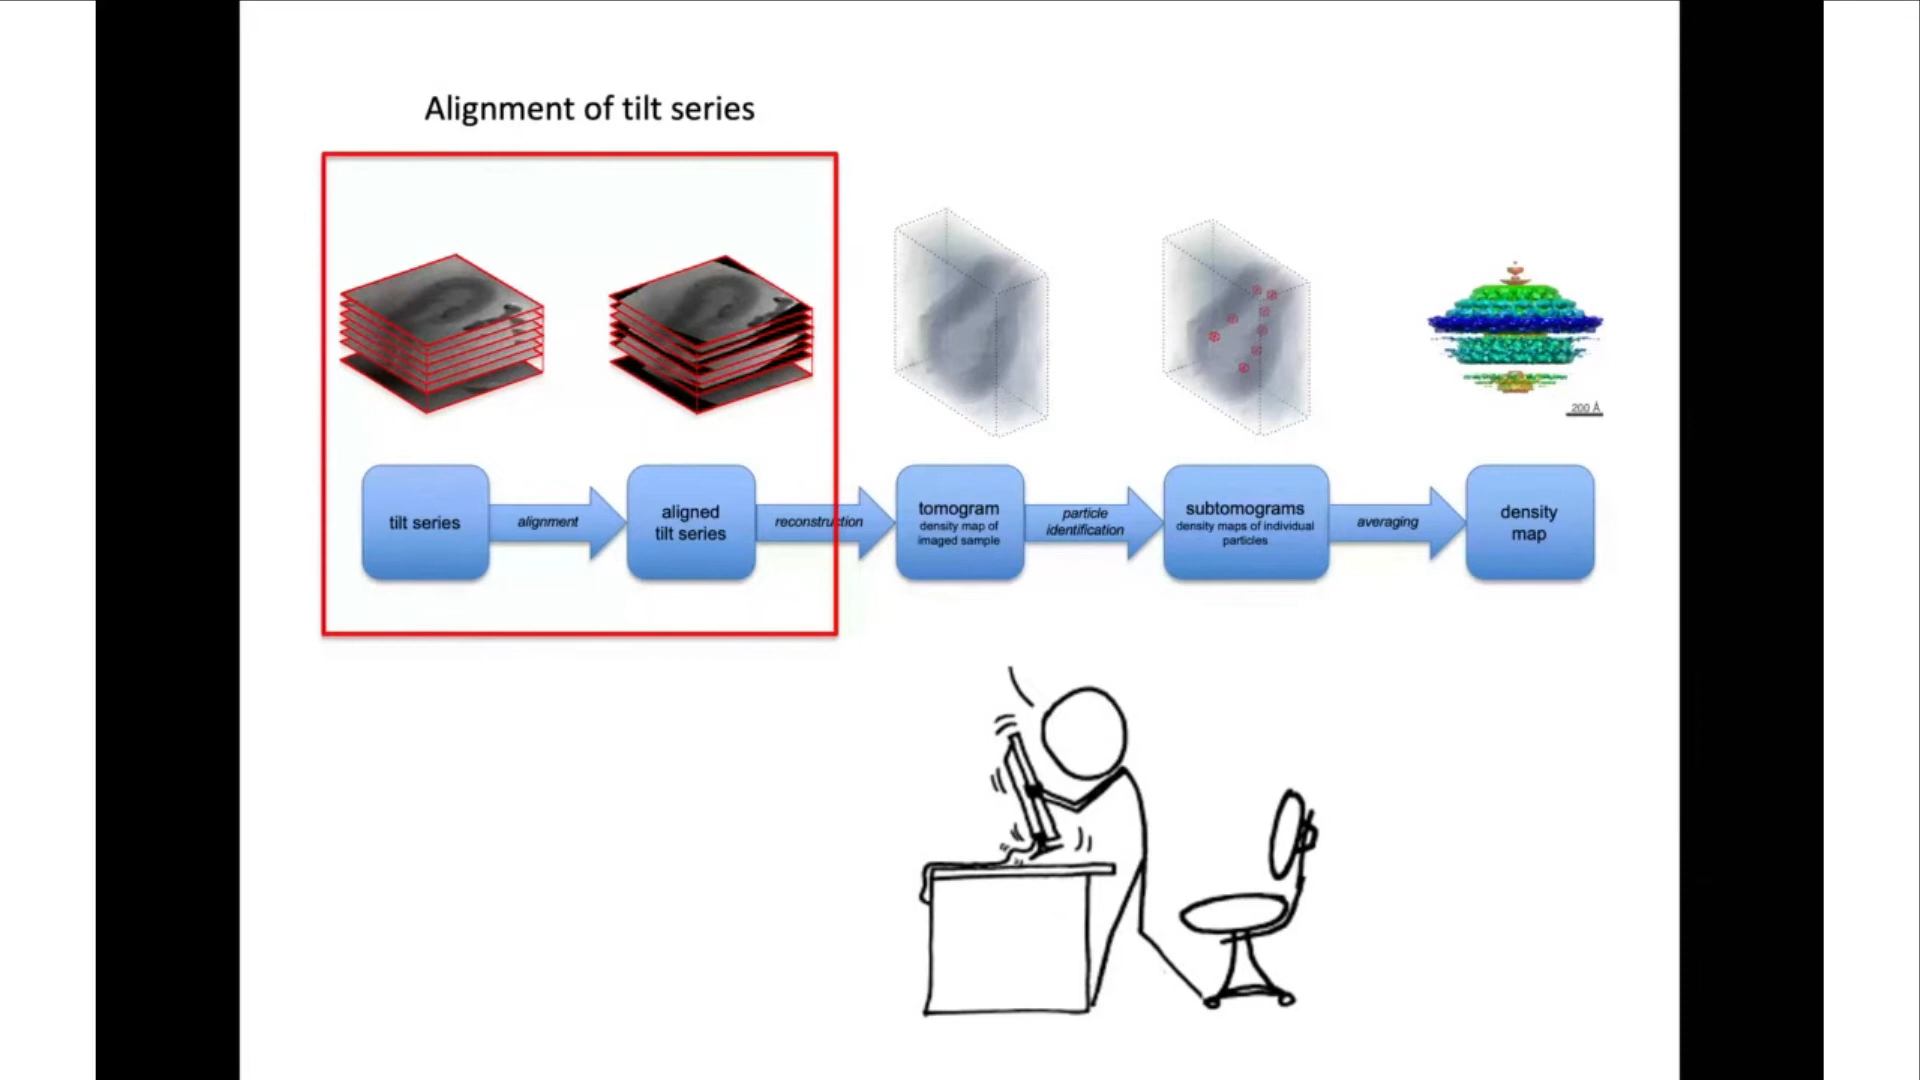 Alignment of tilt series
200 Å
tilt series
alignment
aligned
tilt series
reconstruction
tomogram
density map of
imaged sample
particle
identification
subtomograms
density maps of individual
particles
averaging
density
map